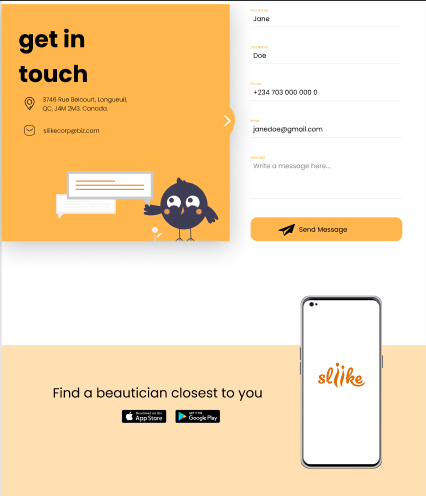 get in
touch
3746 Rue Belcourt, Longueuil,
QC, J4M 2M3. Canada.
sliikecorp@biz.com
Jane
Last Name
Doe
Phone
+234 703 000 000 0
Email
janedoe@gmail.com
Message
Write a message here...
Send Message
sliike
Find a beautician closest to you
Download on the
App Store
GET IT ON
Google Play